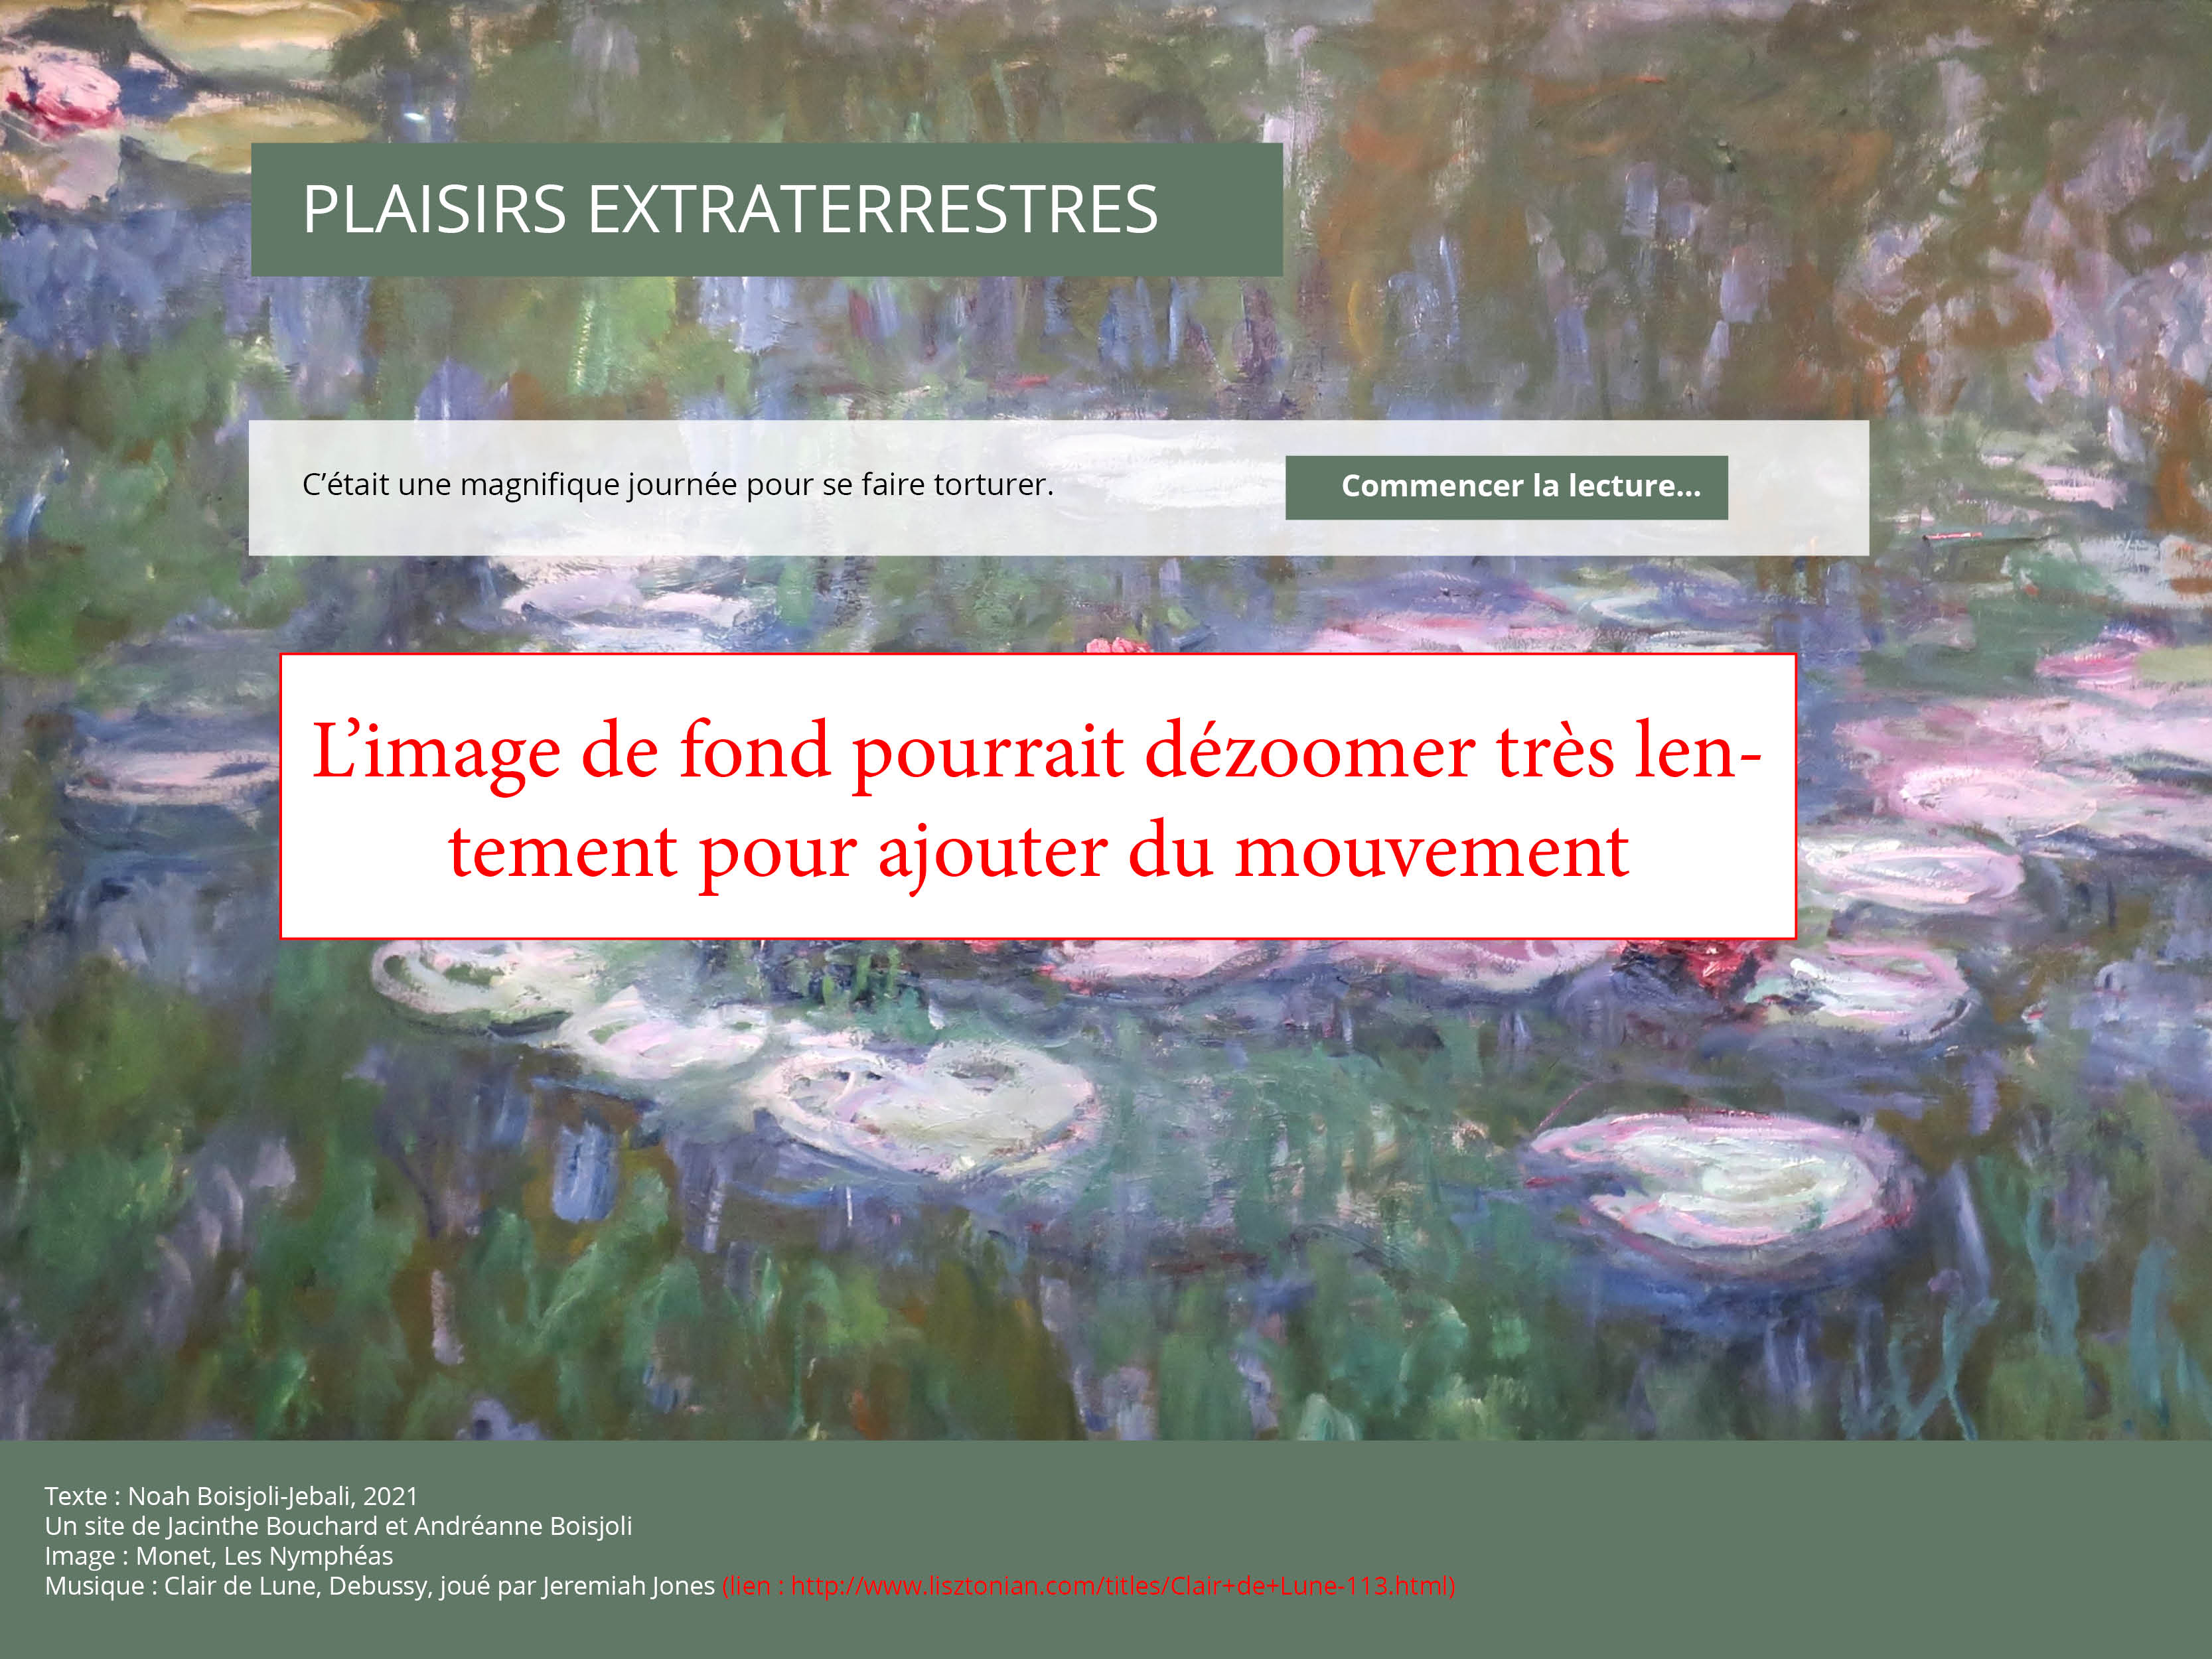 PLAISIRS EXTRATERRESTRES
C’était une magnifique journée pour se faire torturer.
Commencer la lecture...
L’image de fond pourrait dézoomer très len-
tement pour ajouter du mouvement
Texte : Noah Boisjoli-Jebali, 2021
Un site de Jacinthe Bouchard et Andréanne Boisjoli
Image : Monet, Les Nymphéas
Musique : Clair de Lune, Debussy, joué par Jeremiah Jones (lien : http://www.lisztonian.com/titles/Clair+de+Lune-113.html)